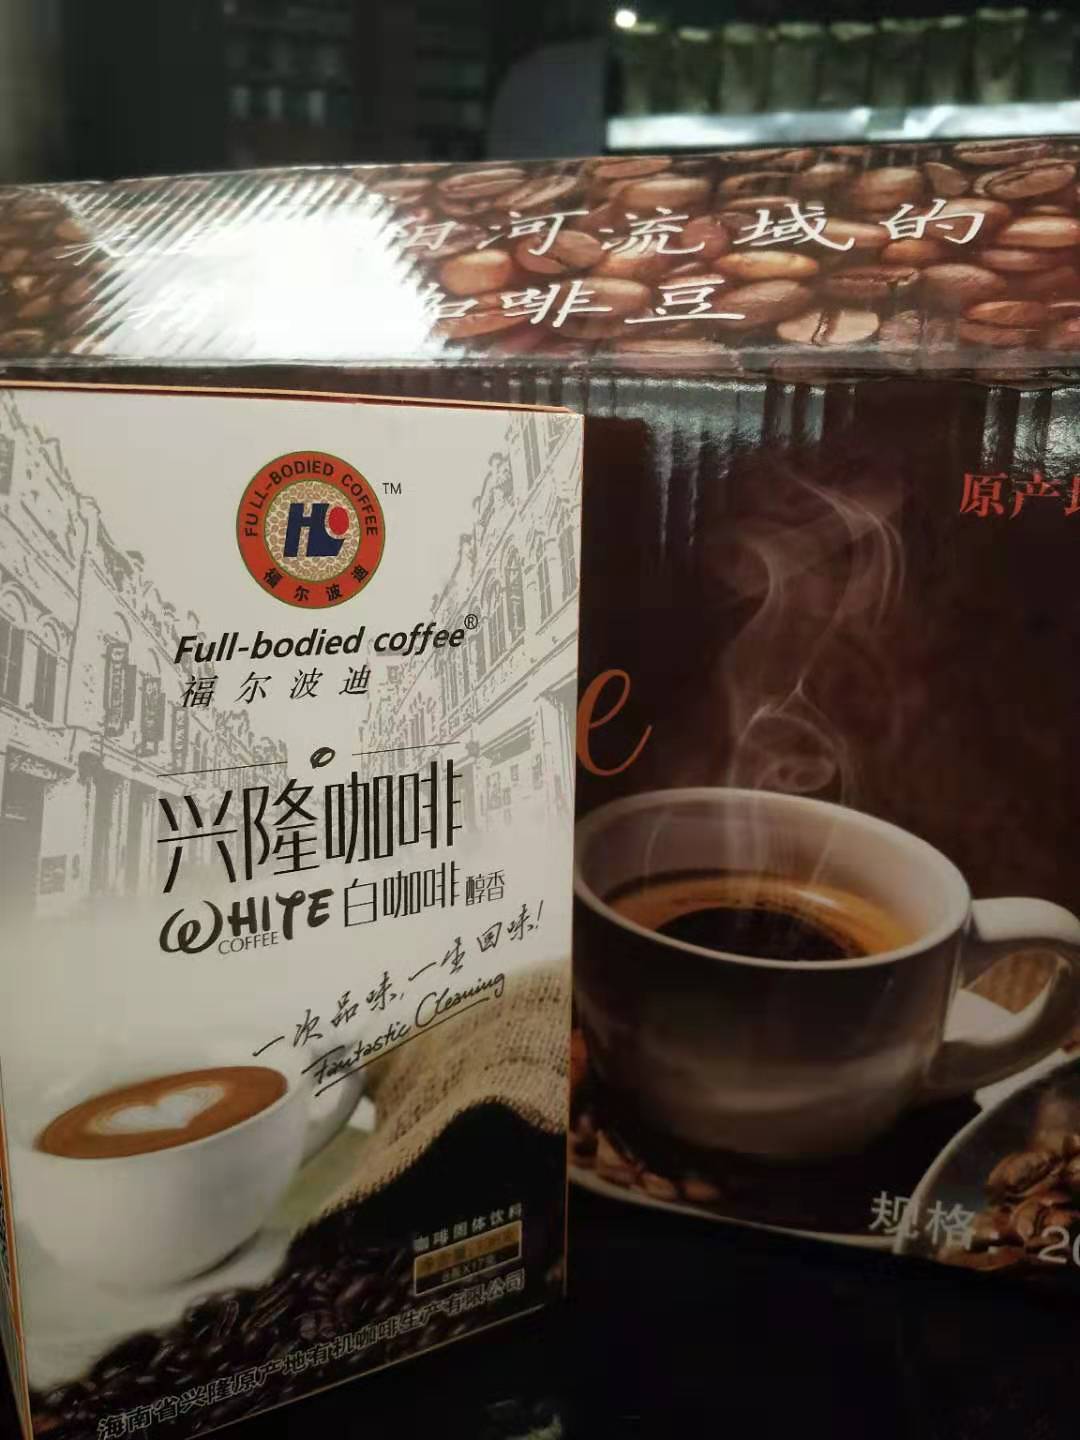 河流域的
咖啡豆
原产
e
规格：20
FULL-BODIED COFFEE
TM
HL
福尔波迪
Full-bodied coffee®
福尔波迪
兴隆咖啡
WHITE COFFEE 白咖啡 醇香
一次品味,一生回味!
Fantastic Cleaning
咖啡固体饮料
海南省兴隆原产地有机咖啡生产有限公司